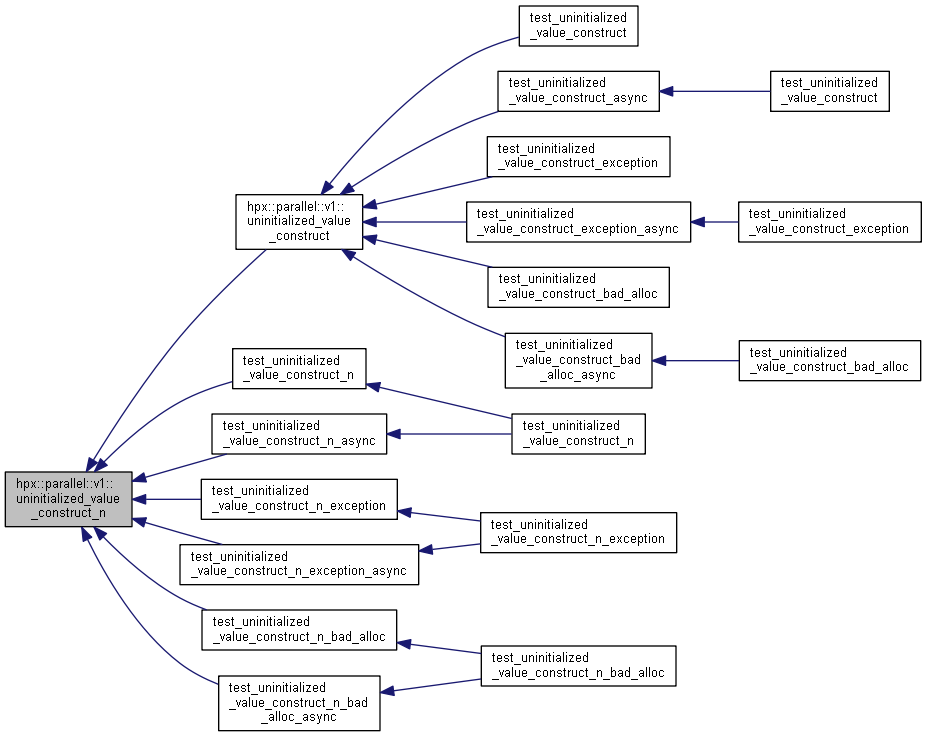 test_uninitialized
_value_construct
test_uninitialized
_value_construct_async
test_uninitialized
_value_construct
test_uninitialized
_value_construct_exception
hpx::parallel::v1::
uninitialized_value
_construct
test_uninitialized
_value_construct_exception_async
test_uninitialized
_value_construct_exception
test_uninitialized
_value_construct_bad_alloc
test_uninitialized
_value_construct_bad
_alloc_async
test_uninitialized
_value_construct_bad_alloc
test_uninitialized
_value_construct_n
test_uninitialized
_value_construct_n_async
test_uninitialized
_value_construct_n
hpx::parallel::v1::
uninitialized_value
_construct_n
test_uninitialized
_value_construct_n_exception
test_uninitialized
_value_construct_n_exception
test_uninitialized
_value_construct_n_exception_async
test_uninitialized
_value_construct_n_bad_alloc
test_uninitialized
_value_construct_n_bad_alloc
test_uninitialized
_value_construct_n_bad
_alloc_async